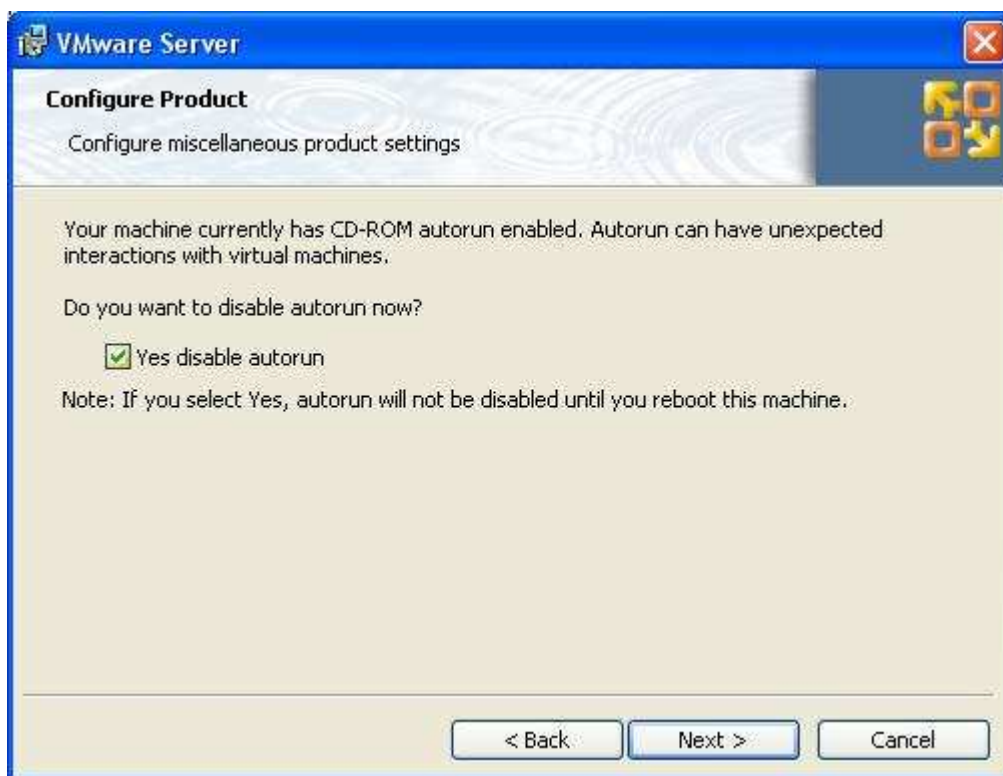 VMware Server
Configure Product
Configure miscellaneous product settings
Your machine currently has CD-ROM autorun enabled. Autorun can have unexpected
interactions with virtual machines.
Do you want to disable autorun now?
Yes disable autorun
Note: If you select Yes, autorun will not be disabled until you reboot this machine.
< Back
Next >
Cancel